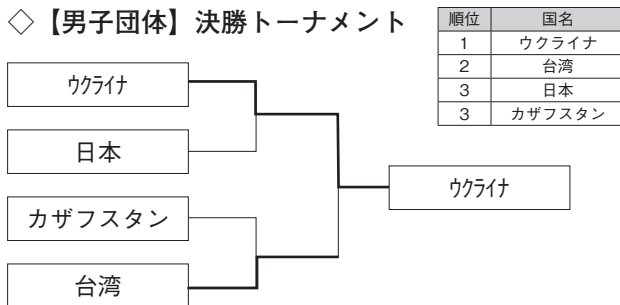 ◇【男子団体】決勝トーナメント
順位 国名
1 ウクライナ
2 台湾
3 日本
3 カザフスタン
ウクライナ
日本
カザフスタン
台湾
ウクライナ